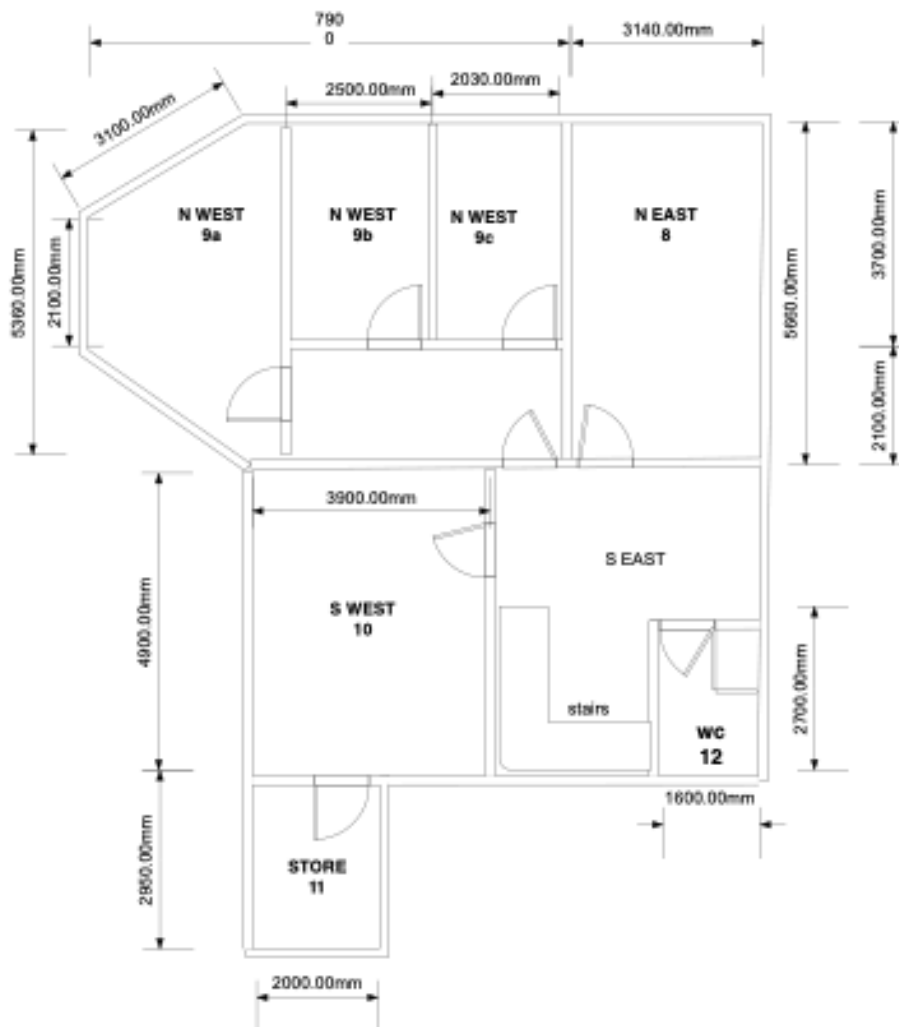 790
0
3140.00mm
2030.00mm
2500.00mm
3100.00mm
N WEST
9a
N WEST
9b
N WEST
9c
N EAST
8
5360.00mm
2100.00mm
5660.00mm
3700.00mm
2100.00mm
3900.00mm
S EAST
S WEST
10
4900.00mm
stairs
WC
12
2700.00mm
1600.00mm
2950.00mm
STORE
11
2000.00mm